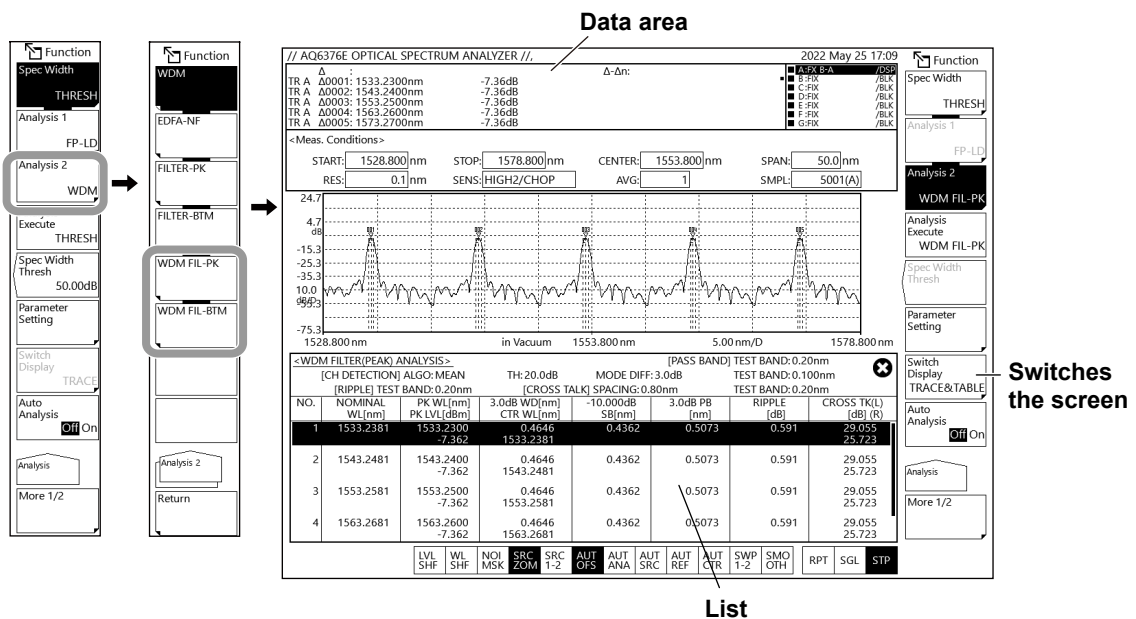 Data area
Function
Spec Width
THRESH
Analysis 1
FP-LD
Analysis 2
WDM
Execute
THRESH
Spec Width
Thresh
50.00dB
Parameter
Setting
Switch
Display
TRACE
Auto
Analysis
Off On
Analysis
More 1/2
Function
WDM
EDFA-NF
FILTER-PK
FILTER-BTM
WDM FIL-PK
WDM FIL-BTM
Analysis 2
Return
// AQ6376E OPTICAL SPECTRUM ANALYZER //, 2022 May 25 17:09
Δ : Δ-Δn:
TR A Δ0001: 1533.2300nm -7.36dB
TR A Δ0002: 1543.2400nm -7.36dB
TR A Δ0003: 1553.2500nm -7.36dB
TR A Δ0004: 1563.2600nm -7.36dB
TR A Δ0005: 1573.2700nm -7.36dB
A:FX B-A /DSP
B:FIX /BLK
C:FIX /BLK
D:FIX /BLK
E:FIX /BLK
F:FIX /BLK
G:FIX /BLK
<Meas. Conditions>
START: 1528.800 nm STOP: 1578.800 nm CENTER: 1553.800 nm SPAN: 50.0 nm
RES: 0.1 nm SENS: HIGH2/CHOP AVG: 1 SMPL: 5001(A)
24.7
4.7
dB
-15.3
-25.3
-35.3
10.0
dB/D
-55.3
-75.3
1528.800 nm in Vacuum 1553.800 nm 5.00 nm/D 1578.800 nm
<WDM FILTER(PEAK) ANALYSIS> [PASS BAND] TEST BAND: 0.20nm
[CH DETECTION] ALGO: MEAN TH: 20.0dB MODE DIFF: 3.0dB TEST BAND: 0.100nm
[RIPPLE] TEST BAND: 0.20nm [CROSS TALK] SPACING: 0.80nm TEST BAND: 0.20nm
NO. NOMINAL PK WL[nm] 3.0dB WD[nm] -10.000dB 3.0dB PB RIPPLE CROSS TK(L)
WL[nm] PK LVL[dBm] CTR WL[nm] SB[nm] [nm] [dB] [dB] (R)
1 1533.2381 1533.2300 0.4646 0.4362 0.5073 0.591 29.055
-7.362 1533.2381 25.723
2 1543.2481 1543.2400 0.4646 0.4362 0.5073 0.591 29.055
-7.362 1543.2481 25.723
3 1553.2581 1553.2500 0.4646 0.4362 0.5073 0.591 29.055
-7.362 1553.2581 25.723
4 1563.2681 1563.2600 0.4646 0.4362 0.5073 0.591 29.055
-7.362 1563.2681 25.723
LVL WL NOI SRC SRC AUT AUT AUT AUT AUT SWP SMO RPT SGL STP
SHF SHF MSK ZOM 1-2 OFS ANA SRC REF CTR 1-2 OTH
Function
Spec Width
THRESH
Analysis 1
FP-LD
Analysis 2
WDM FIL-PK
Analysis
Execute
WDM FIL-PK
Spec Width
Thresh
Parameter
Setting
Switch
Display
TRACE&TABLE
Auto
Analysis
Off On
Analysis
More 1/2
Switches
the screen
List